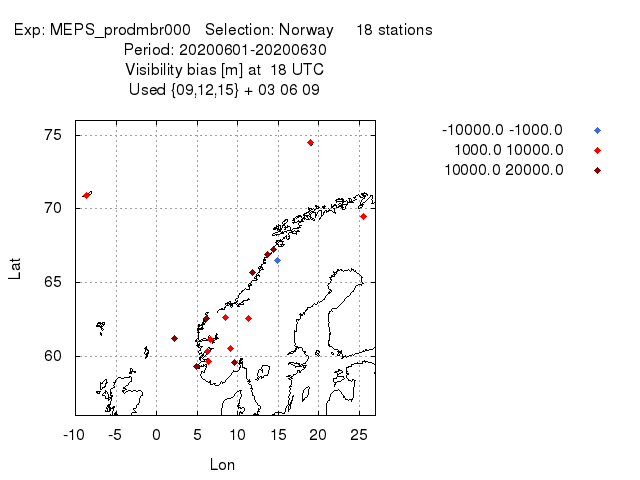 Exp: MEPS_prodmbr000 Selection: Norway 18 stations
Period: 20200601-20200630
Visibility bias [m] at 18 UTC
Used {09,12,15} + 03 06 09
-10000.0 -1000.0
1000.0 10000.0
10000.0 20000.0
75
70
65
60
Lat
-10 -5 0 5 10 15 20 25
Lon